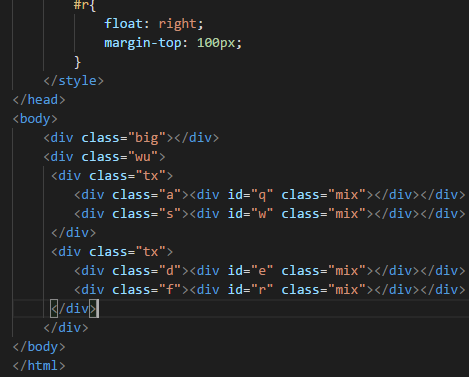 #r{
float: right;
margin-top: 100px;
}
</style>
</head>
<body>
<div class="big"></div>
<div class="wu">
<div class="tx">
<div class="a"><div id="q" class="mix"></div></div>
<div class="s"><div id="w" class="mix"></div></div>
</div>
<div class="tx">
<div class="d"><div id="e" class="mix"></div></div>
<div class="f"><div id="r" class="mix"></div></div>
</div>
</div>
</body>
</html>